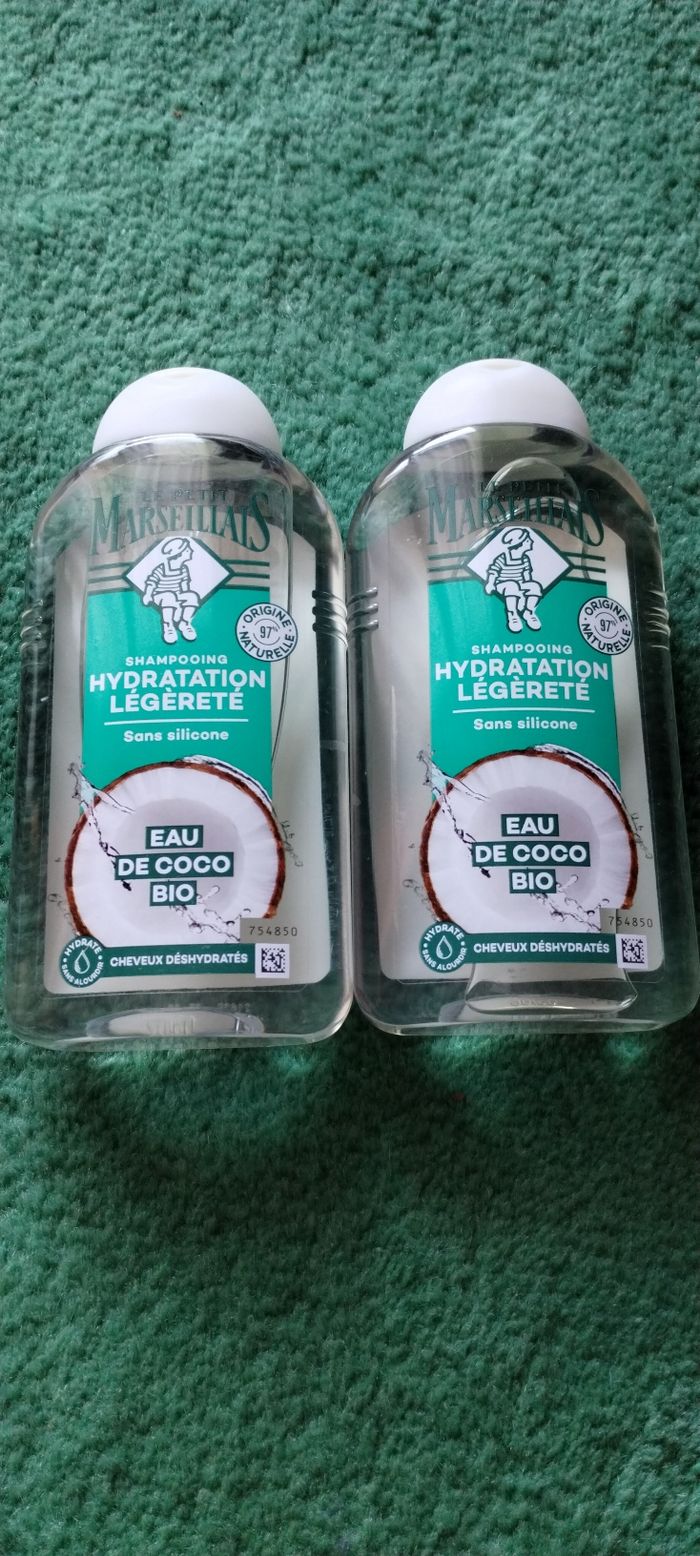 LE PETIT
MARSEILLAIS
ORIGINE
97%
NATURELLE
SHAMPOOING
HYDRATATION
LÉGÈRETÉ
Sans silicone
EAU
DE COCO
BIO
754850
HYDRATE
SANS ALOURDIR
CHEVEUX DÉSHYDRATÉS
LE PETIT
MARSEILLAIS
ORIGINE
97%
NATURELLE
SHAMPOOING
HYDRATATION
LÉGÈRETÉ
Sans silicone
EAU
DE COCO
BIO
754850
HYDRATE
SANS ALOURDIR
CHEVEUX DÉSHYDRATÉS